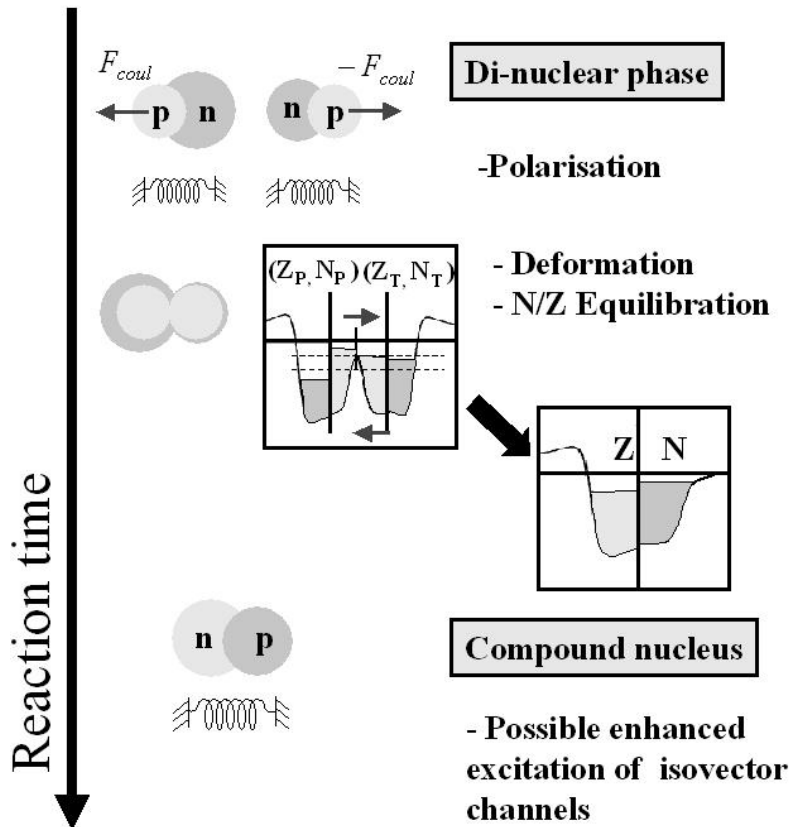 F_coul
- F_coul
Di-nuclear phase
p n
n p
-Polarisation
(Z_P, N_P) (Z_T, N_T)
- Deformation
- N/Z Equilibration
Z N
Reaction time
n p
Compound nucleus
- Possible enhanced
excitation of isovector
channels